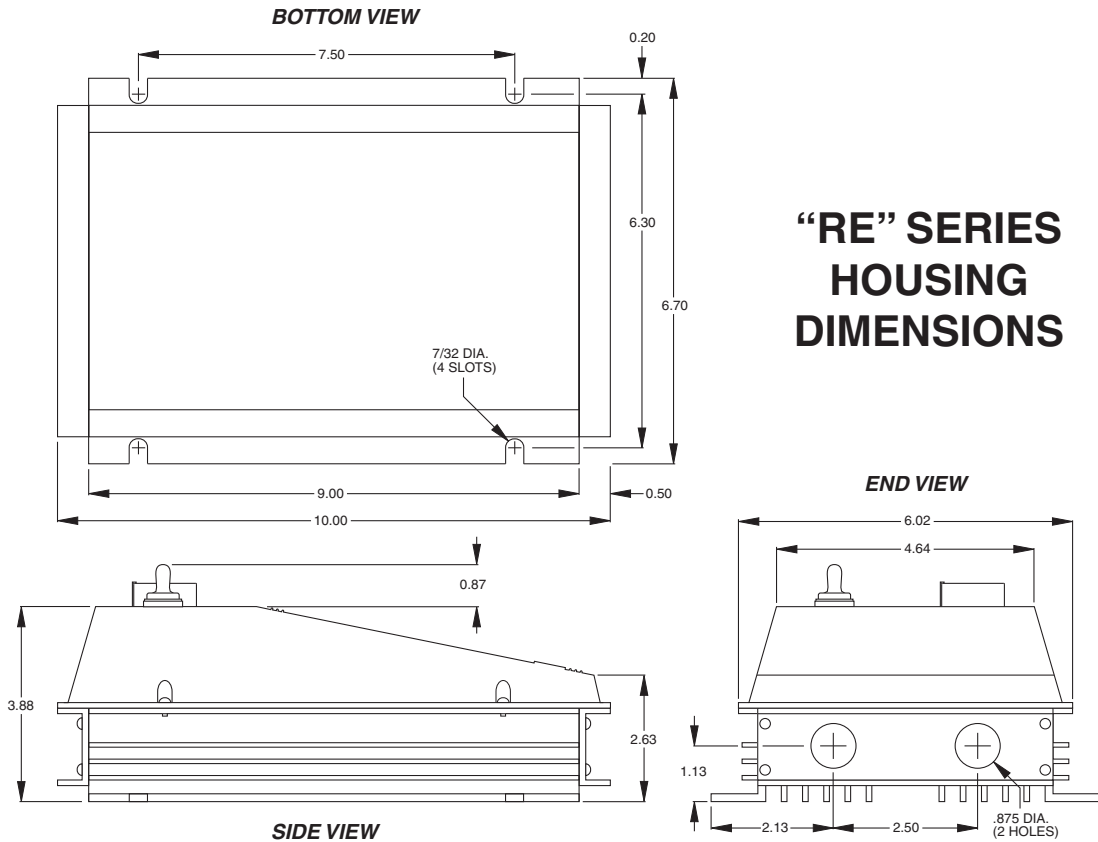 BOTTOM VIEW
7.50
0.20
6.30
6.70
“RE” SERIES
HOUSING
DIMENSIONS
7/32 DIA.
(4 SLOTS)
9.00
0.50
10.00
END VIEW
6.02
4.64
0.87
3.88
2.63
1.13
2.13
2.50
.875 DIA.
(2 HOLES)
SIDE VIEW